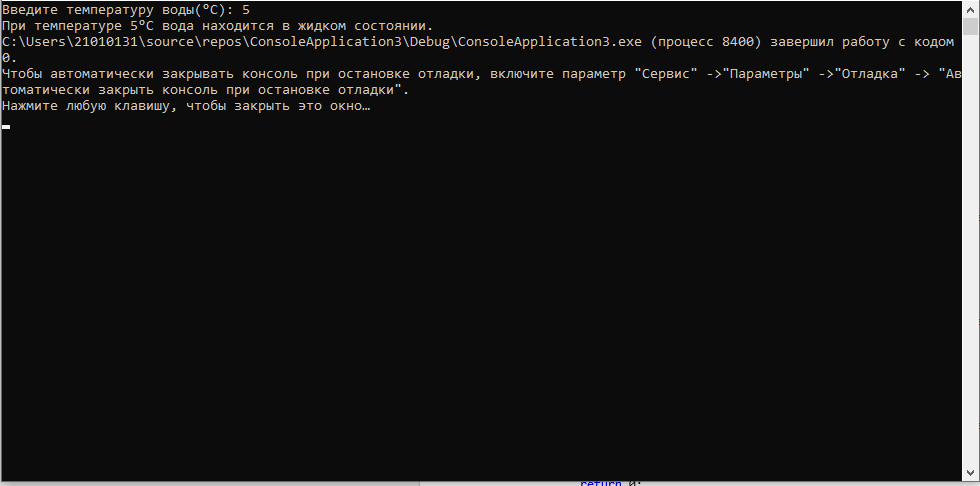 Введите температуру воды(°C): 5
При температуре 5°C вода находится в жидком состоянии.
C:\Users\21010131\source\repos\ConsoleApplication3\Debug\ConsoleApplication3.exe (процесс 8400) завершил работу с кодом
0.
Чтобы автоматически закрывать консоль при остановке отладки, включите параметр "Сервис" ->"Параметры" ->"Отладка" -> "Ав
томатически закрыть консоль при остановке отладки".
Нажмите любую клавишу, чтобы закрыть это окно…
return 0;